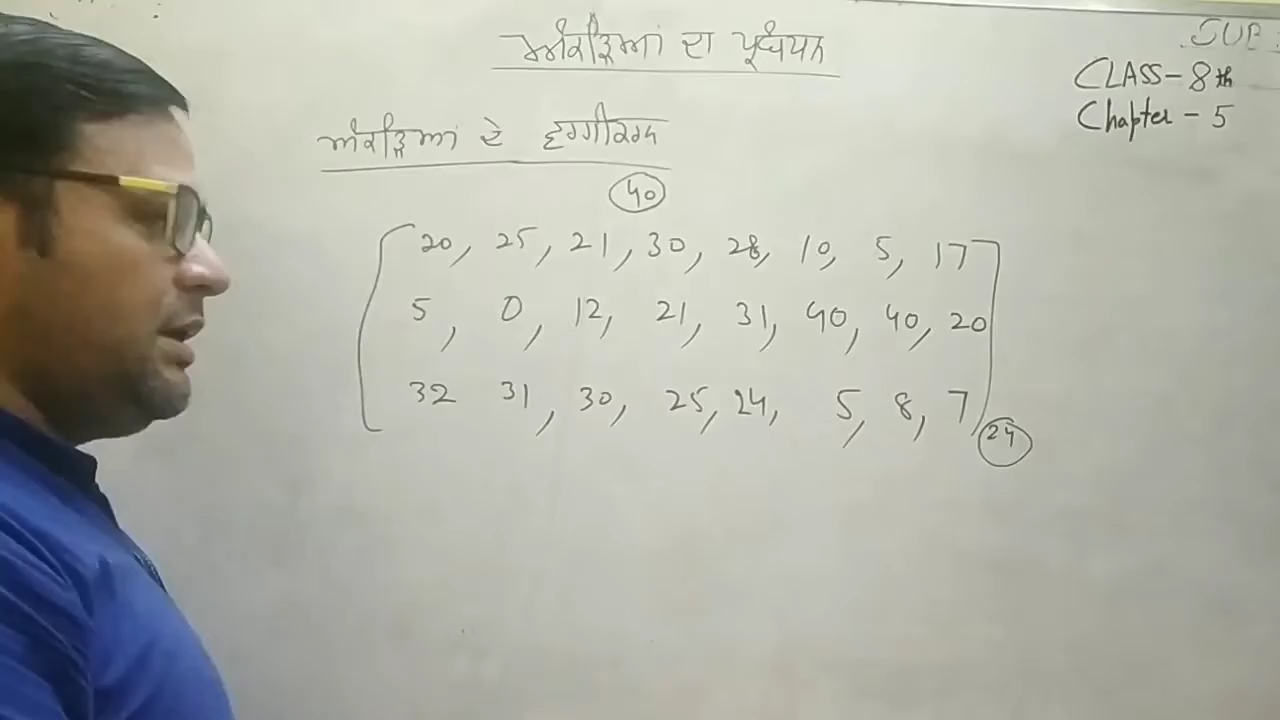 ਅੰਕੜਿਆਂ ਦਾ ਪ੍ਰਬੰਧਨ
CLASS-8th
Chapter - 5
ਅੰਕੜਿਆਂ ਦੇ ਵਰਗੀਕਰਨ
40
20, 25, 21, 30, 28, 10, 5, 17
5, 0, 12, 21, 31, 40, 40, 20
32 31, 30, 25, 24, 5, 8, 7,
24